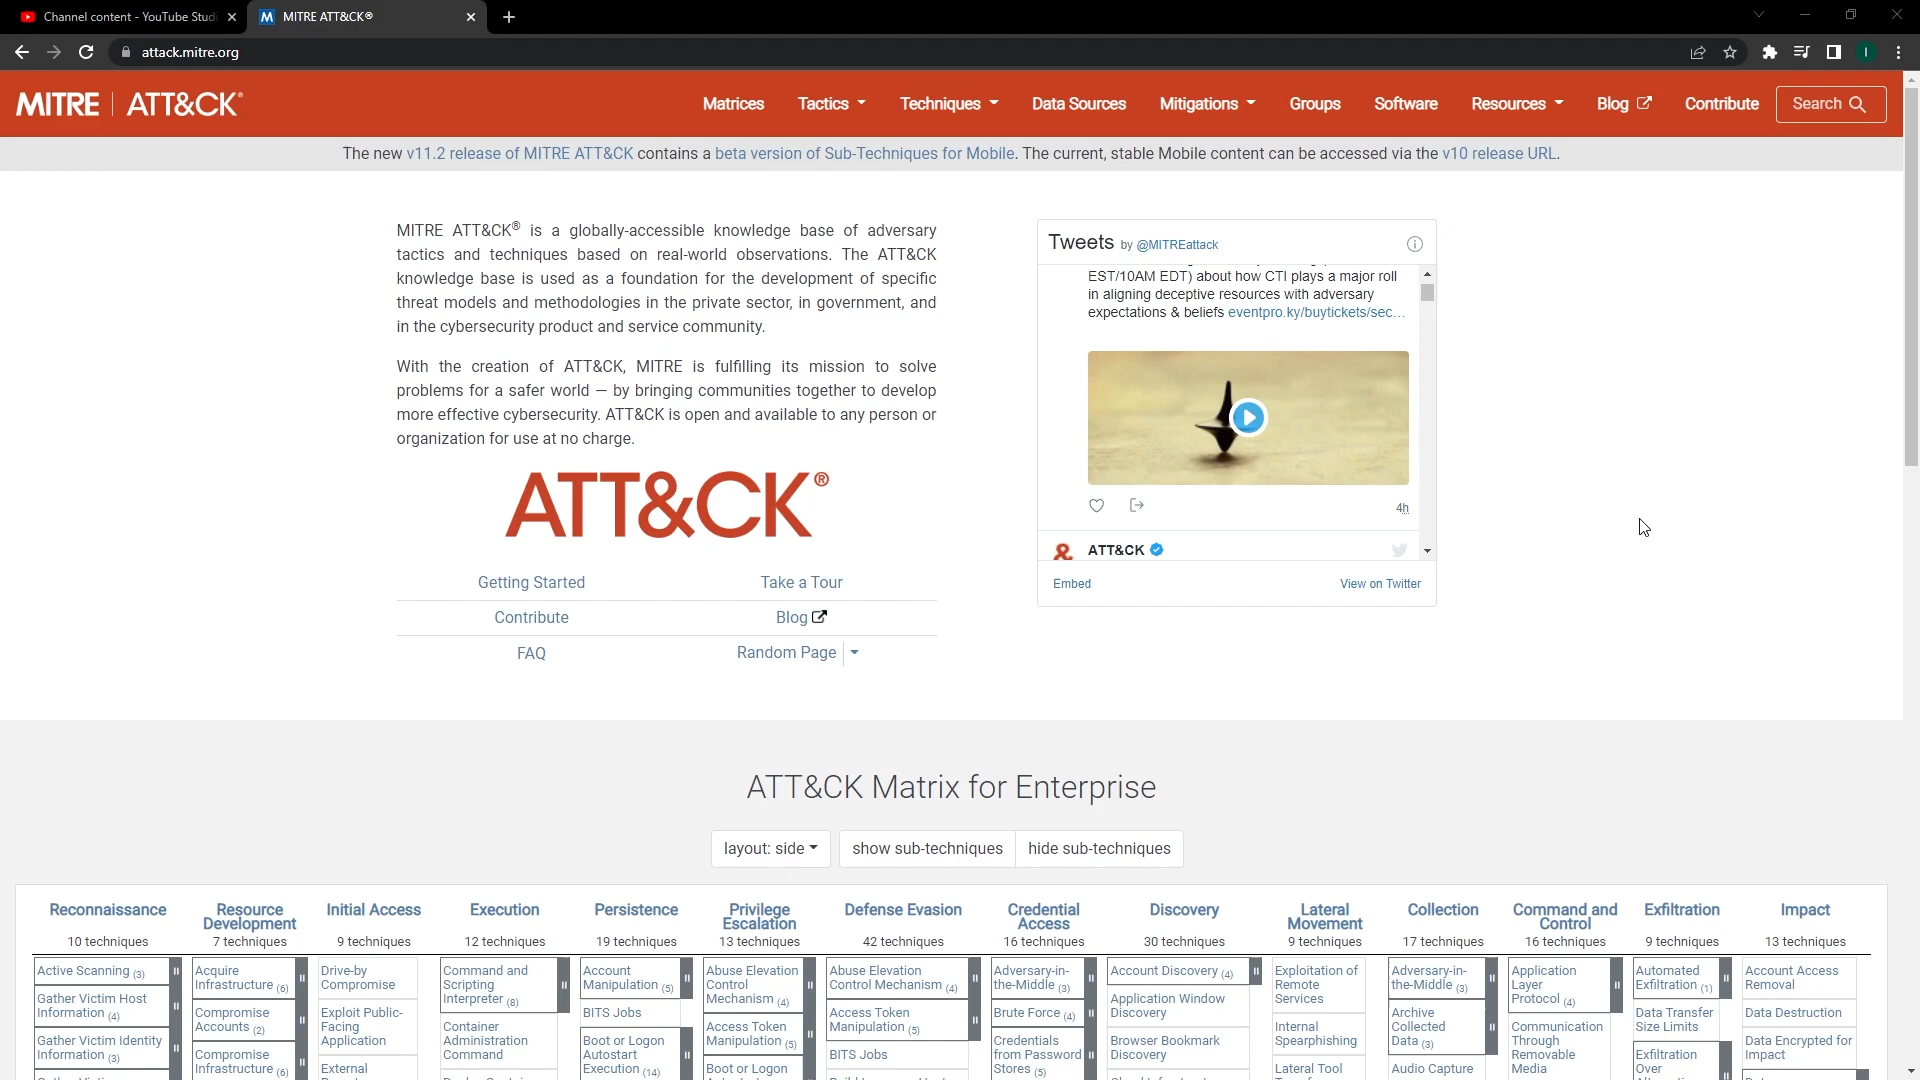 Channel content - YouTube Studi
MITRE ATT&CK®
attack.mitre.org
I
MITRE | ATT&CK®
Matrices
Tactics
Techniques
Data Sources
Mitigations
Groups
Software
Resources
Blog
Contribute
Search
The new v11.2 release of MITRE ATT&CK contains a beta version of Sub-Techniques for Mobile. The current, stable Mobile content can be accessed via the v10 release URL.
MITRE ATT&CK® is a globally-accessible knowledge base of adversary
tactics and techniques based on real-world observations. The ATT&CK
knowledge base is used as a foundation for the development of specific
threat models and methodologies in the private sector, in government, and
in the cybersecurity product and service community.
With the creation of ATT&CK, MITRE is fulfilling its mission to solve
problems for a safer world — by bringing communities together to develop
more effective cybersecurity. ATT&CK is open and available to any person or
organization for use at no charge.
ATT&CK®
Getting Started
Take a Tour
Contribute
Blog
FAQ
Random Page
Tweets by @MITREattack
EST/10AM EDT) about how CTI plays a major roll
in aligning deceptive resources with adversary
expectations & beliefs eventpro.ky/buytickets/sec…
4h
ATT&CK
Embed
View on Twitter
ATT&CK Matrix for Enterprise
layout: side
show sub-techniques
hide sub-techniques
Reconnaissance
10 techniques
Active Scanning (3)
Gather Victim Host
Information (4)
Gather Victim Identity
Information (3)
Resource
Development
7 techniques
Acquire
Infrastructure (6)
Compromise
Accounts (2)
Compromise
Infrastructure (6)
Initial Access
9 techniques
Drive-by
Compromise
Exploit Public-
Facing
Application
External
Execution
12 techniques
Command and
Scripting
Interpreter (8)
Container
Administration
Command
Persistence
19 techniques
Account
Manipulation (5)
BITS Jobs
Boot or Logon
Autostart
Execution (14)
Privilege
Escalation
13 techniques
Abuse Elevation
Control
Mechanism (4)
Access Token
Manipulation (5)
Boot or Logon
Defense Evasion
42 techniques
Abuse Elevation
Control Mechanism (4)
Access Token
Manipulation (5)
BITS Jobs
Credential
Access
16 techniques
Adversary-in-
the-Middle (3)
Brute Force (4)
Credentials
from Password
Stores (5)
Discovery
30 techniques
Account Discovery (4)
Application Window
Discovery
Browser Bookmark
Discovery
Lateral
Movement
9 techniques
Exploitation of
Remote
Services
Internal
Spearphishing
Lateral Tool
Collection
17 techniques
Adversary-in-
the-Middle (3)
Archive
Collected
Data (3)
Audio Capture
Command and
Control
16 techniques
Application
Layer
Protocol (4)
Communication
Through
Removable
Media
Exfiltration
9 techniques
Automated
Exfiltration (1)
Data Transfer
Size Limits
Exfiltration
Over
Impact
13 techniques
Account Access
Removal
Data Destruction
Data Encrypted for
Impact